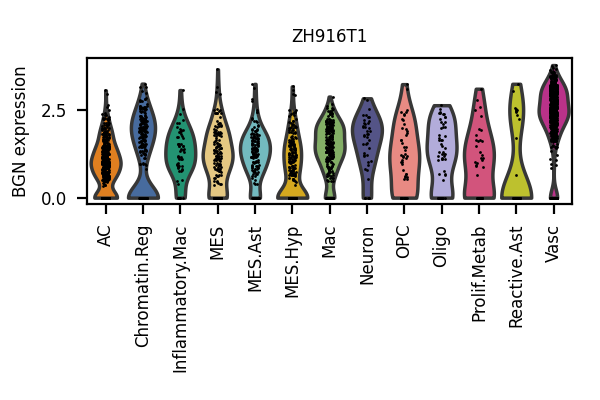 ZH916T1
BGN expression
2.5
0.0
AC
Chromatin.Reg
Inflammatory.Mac
MES
MES.Ast
MES.Hyp
Mac
Neuron
OPC
Oligo
Prolif.Metab
Reactive.Ast
Vasc